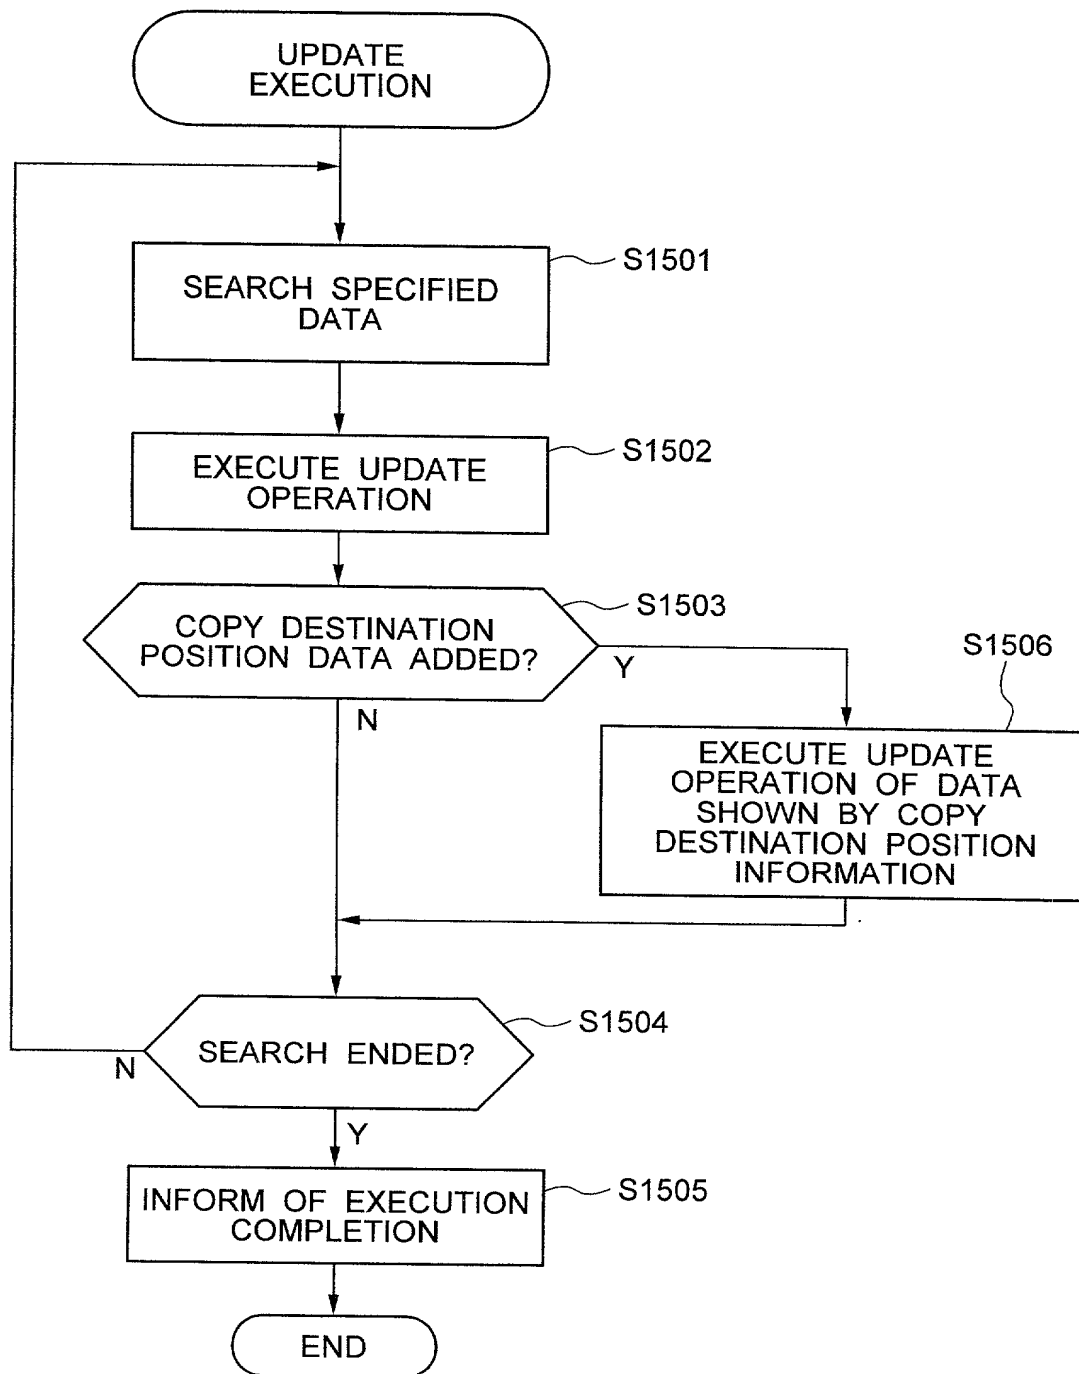 UPDATE
EXECUTION
S1501
SEARCH SPECIFIED
DATA
S1502
EXECUTE UPDATE
OPERATION
S1503
COPY DESTINATION
POSITION DATA ADDED?
Y
N
S1506
EXECUTE UPDATE
OPERATION OF DATA
SHOWN BY COPY
DESTINATION POSITION
INFORMATION
S1504
SEARCH ENDED?
N
Y
S1505
INFORM OF EXECUTION
COMPLETION
END